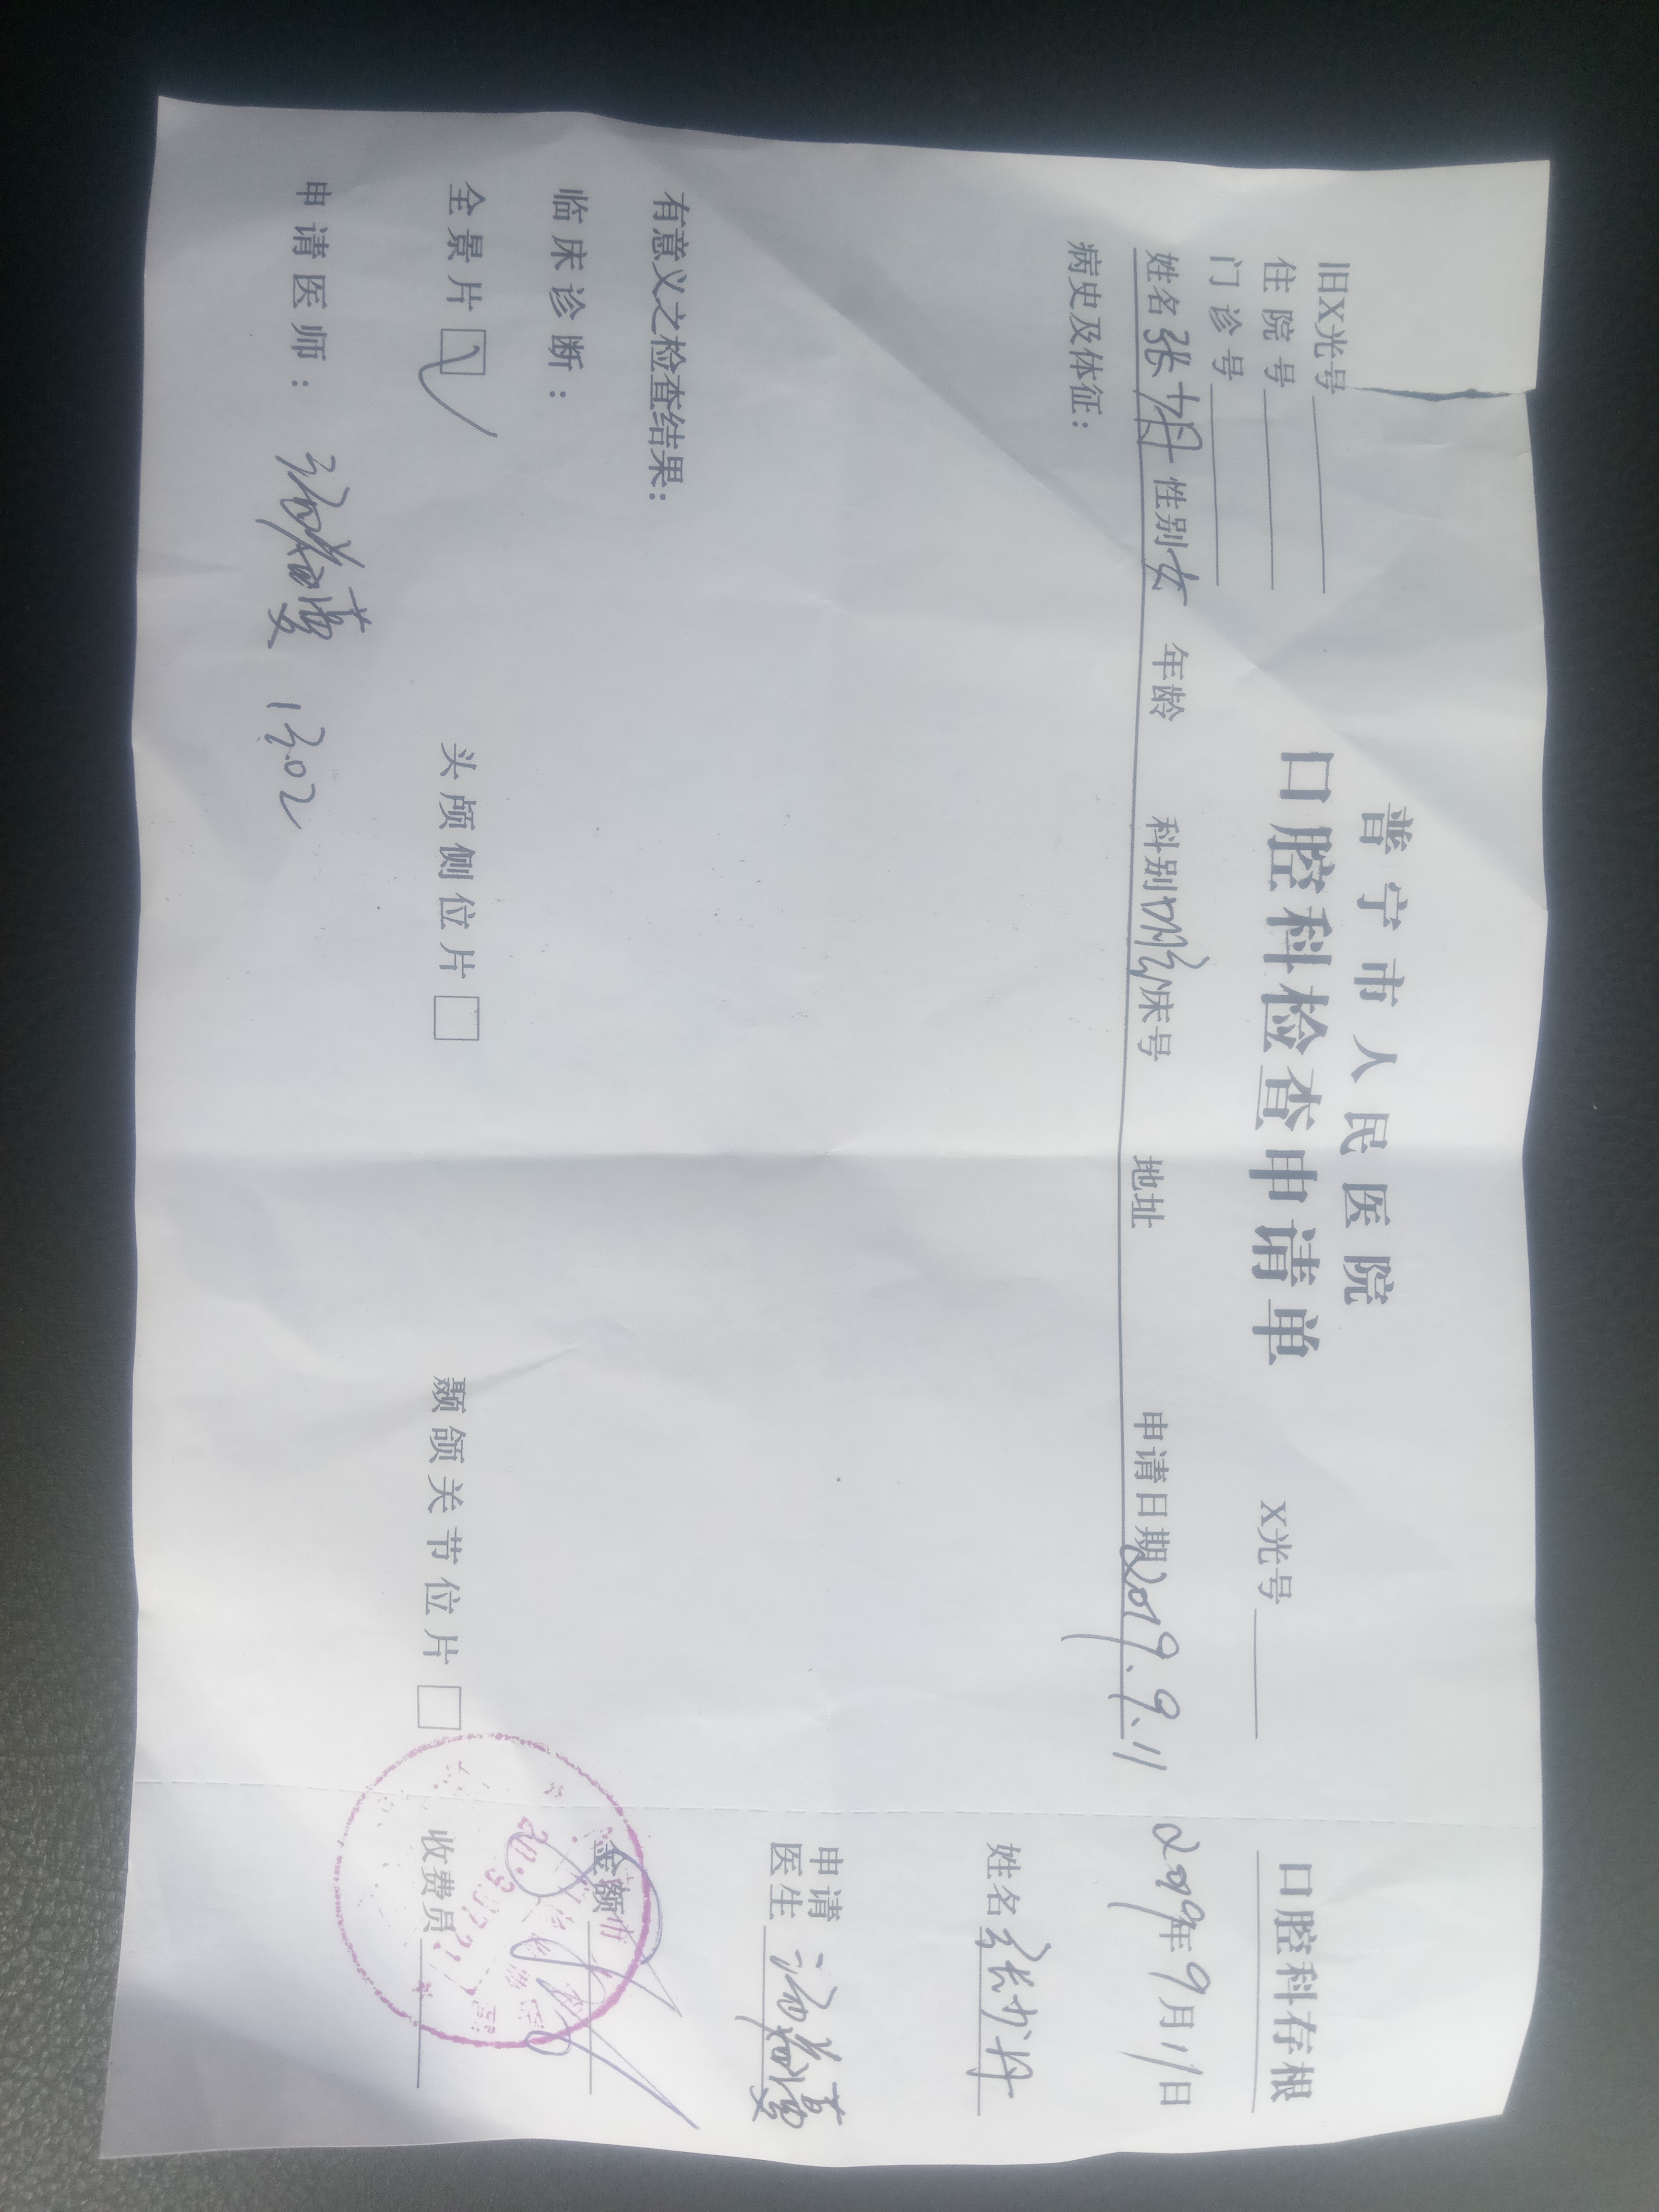 普宁市人民医院
口腔科检查申请单
旧X光号
住院号
门诊号
X光号
姓名 张 丹 性别 女 年龄 科别 床号 地址 申请日期 2019.9.11
病史及体征：
有意义之检查结果：
临床诊断：
全景片 头颅侧位片 颞颌关节位片
申请医师：
口腔科存根
2019年9月11日
姓名 张 丹
申请医生
金额
收费员